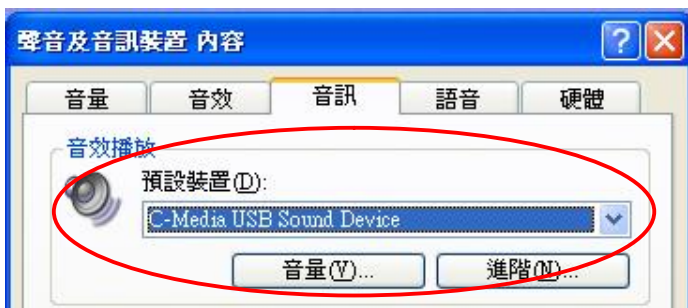 聲音及音訊裝置 內容
音量 音效 音訊 語音 硬體
音效播放
預設裝置(D):
C-Media USB Sound Device
音量(V)... 進階(N)...